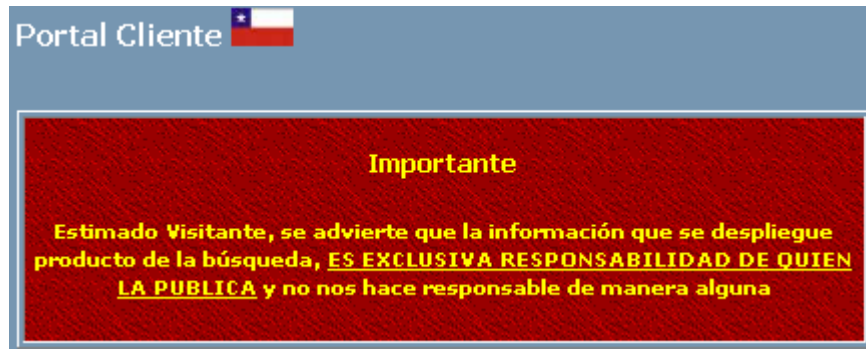 Portal Cliente
Importante
Estimado Visitante, se advierte que la información que se despliegue
producto de la búsqueda, ES EXCLUSIVA RESPONSABILIDAD DE QUIEN
LA PUBLICA y no nos hace responsable de manera alguna